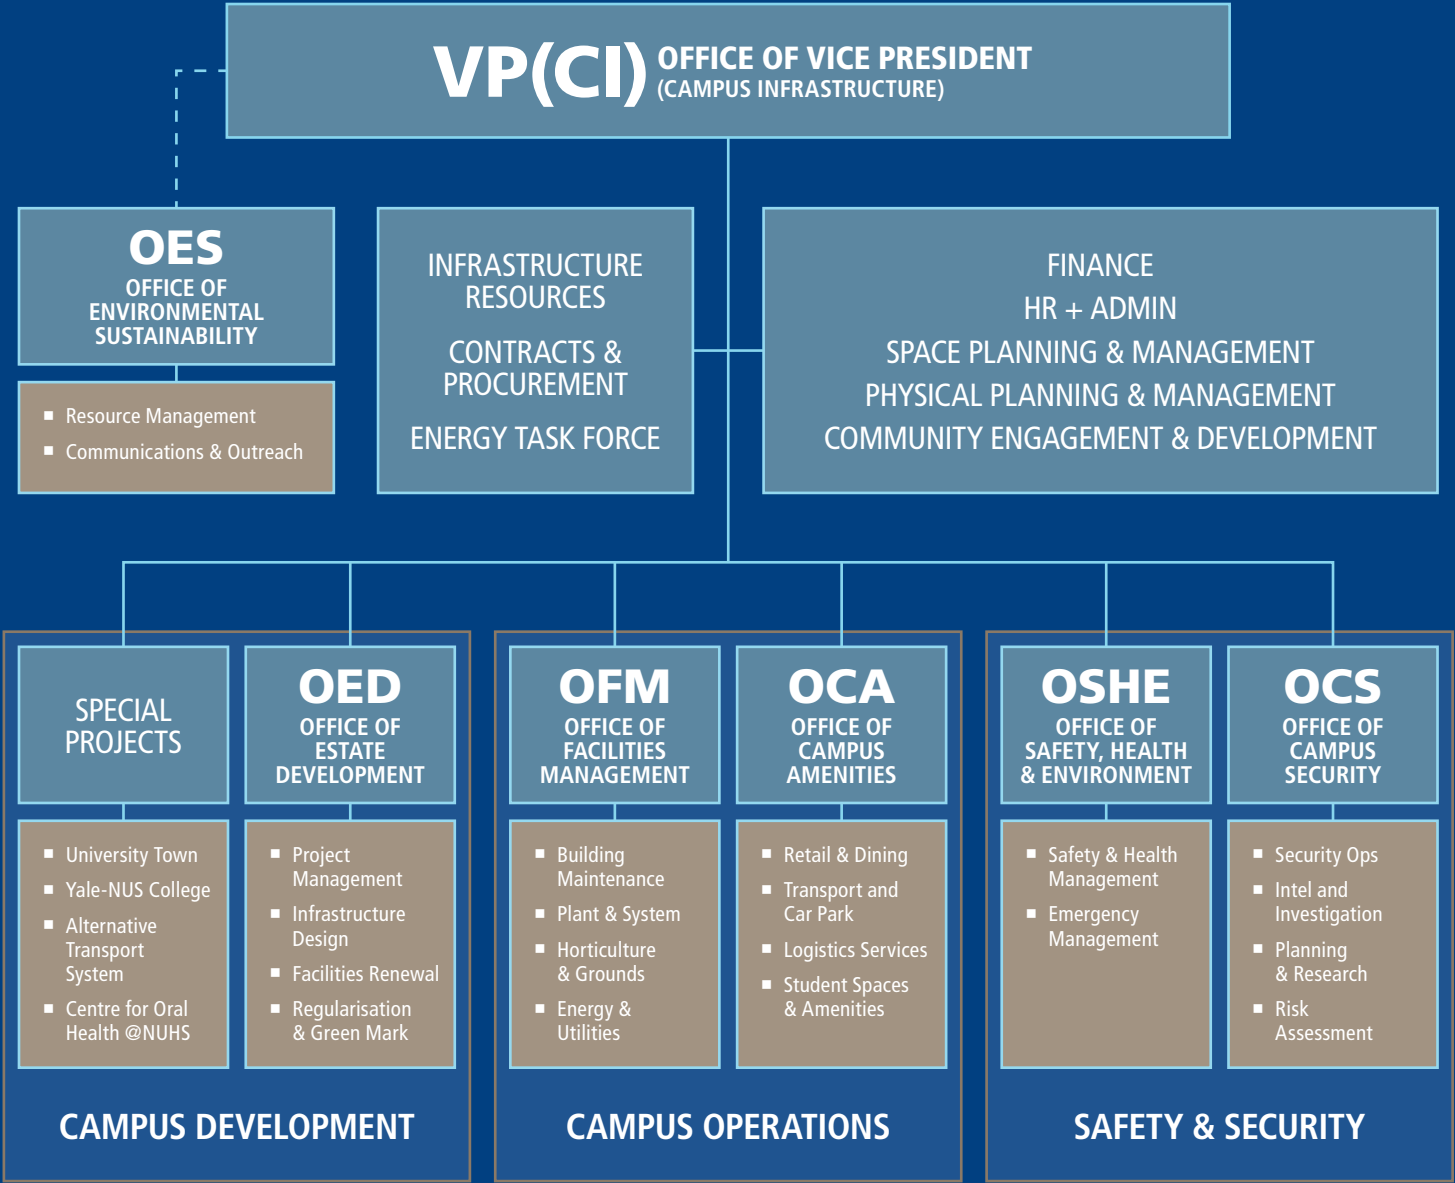 VP(CI) OFFICE OF VICE PRESIDENT
(CAMPUS INFRASTRUCTURE)
OES
OFFICE OF
ENVIRONMENTAL
SUSTAINABILITY
Resource Management
Communications & Outreach
INFRASTRUCTURE
RESOURCES
CONTRACTS &
PROCUREMENT
ENERGY TASK FORCE
FINANCE
HR + ADMIN
SPACE PLANNING & MANAGEMENT
PHYSICAL PLANNING & MANAGEMENT
COMMUNITY ENGAGEMENT & DEVELOPMENT
SPECIAL
PROJECTS
University Town
Yale-NUS College
Alternative
Transport
System
Centre for Oral
Health @NUHS
OED
OFFICE OF
ESTATE
DEVELOPMENT
Project
Management
Infrastructure
Design
Facilities Renewal
Regularisation
& Green Mark
CAMPUS DEVELOPMENT
OFM
OFFICE OF
FACILITIES
MANAGEMENT
Building
Maintenance
Plant & System
Horticulture
& Grounds
Energy &
Utilities
OCA
OFFICE OF
CAMPUS
AMENITIES
Retail & Dining
Transport and
Car Park
Logistics Services
Student Spaces
& Amenities
CAMPUS OPERATIONS
OSHE
OFFICE OF
SAFETY, HEALTH
& ENVIRONMENT
Safety & Health
Management
Emergency
Management
OCS
OFFICE OF
CAMPUS
SECURITY
Security Ops
Intel and
Investigation
Planning
& Research
Risk
Assessment
SAFETY & SECURITY